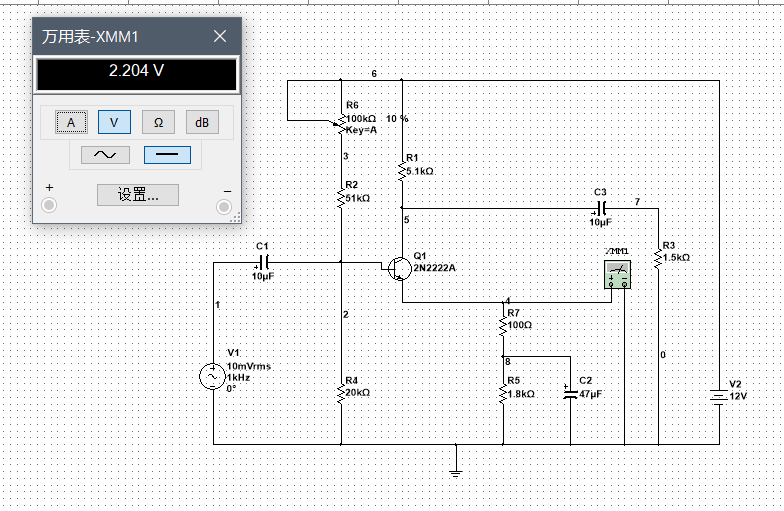 万用表-XMM1
2.204 V
A
V
Ω
dB
+
设置...
−
6
R6
100kΩ 10 %
Key=A
3
R1
5.1kΩ
R2
51kΩ
5
C3
10µF
7
C1
10µF
Q1
2N2222A
XMM1
R3
1.5kΩ
1
2
4
R7
100Ω
8
0
V1
10mVrms
1kHz
0°
R4
20kΩ
R5
1.8kΩ
C2
47µF
V2
12V